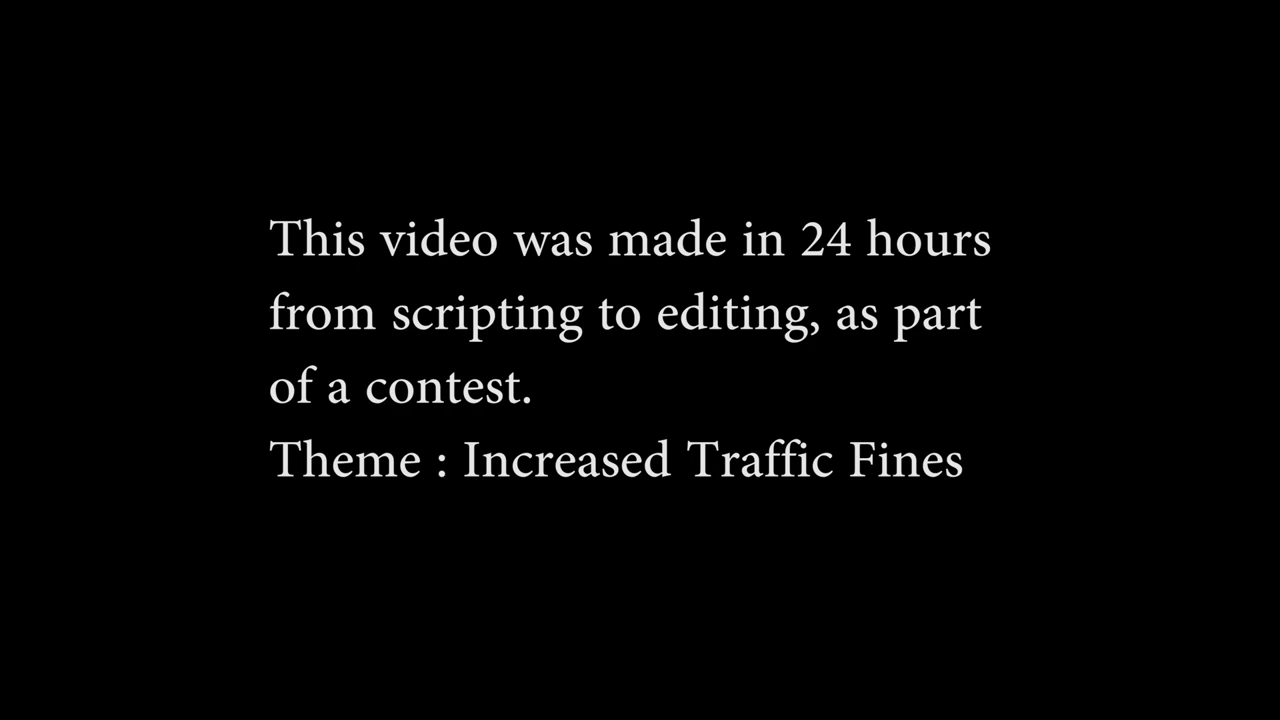 This video was made in 24 hours
from scripting to editing, as part
of a contest.
Theme : Increased Traffic Fines